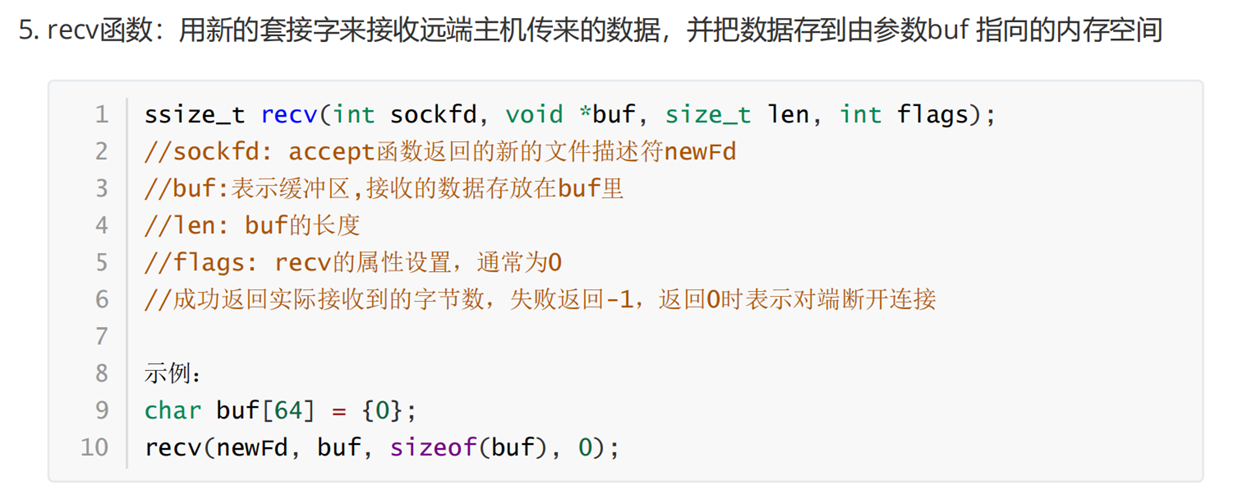 5. recv函数：用新的套接字来接收远端主机传来的数据，并把数据存到由参数buf 指向的内存空间
1 ssize_t recv(int sockfd, void *buf, size_t len, int flags);
2 //sockfd: accept函数返回的新的文件描述符newFd
3 //buf:表示缓冲区,接收的数据存放在buf里
4 //len: buf的长度
5 //flags: recv的属性设置，通常为0
6 //成功返回实际接收到的字节数，失败返回-1，返回0时表示对端断开连接
7
8 示例：
9 char buf[64] = {0};
10 recv(newFd, buf, sizeof(buf), 0);